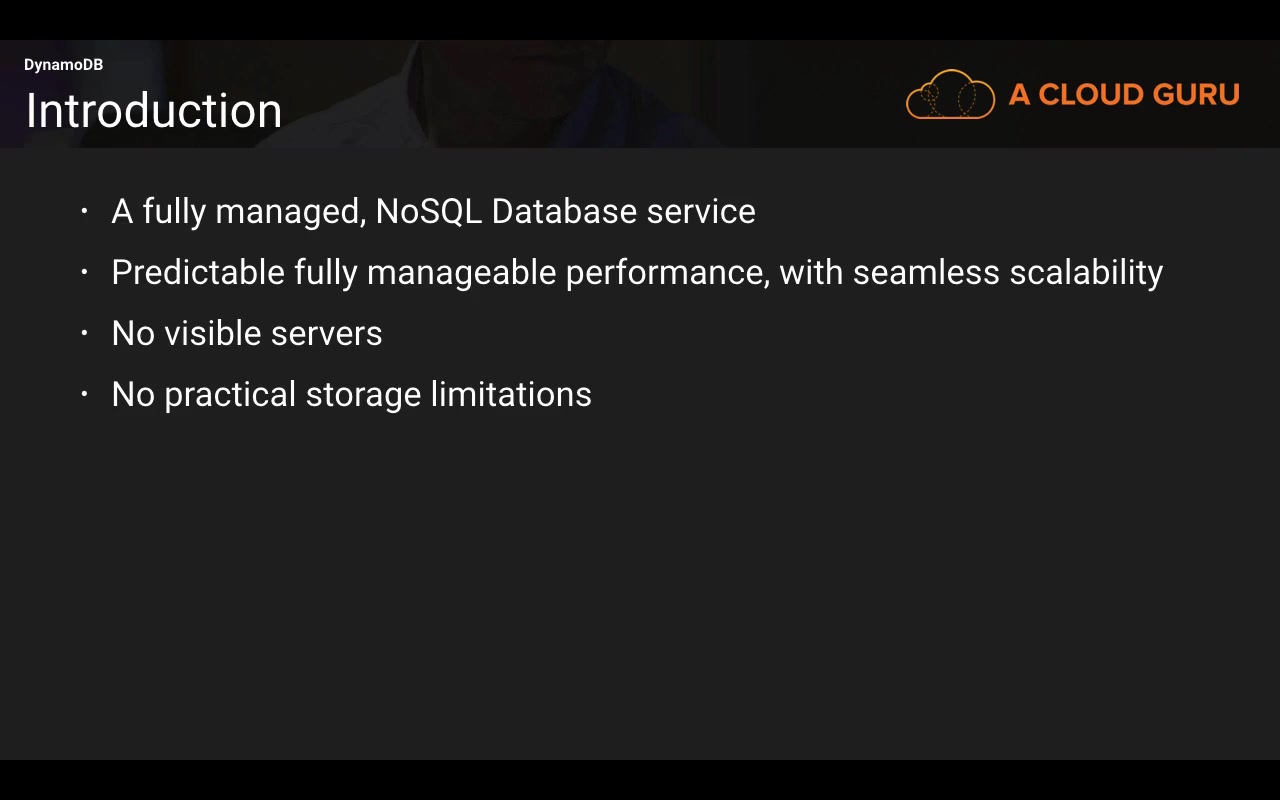 DynamoDB
Introduction
A CLOUD GURU
• A fully managed, NoSQL Database service
• Predictable fully manageable performance, with seamless scalability
• No visible servers
• No practical storage limitations